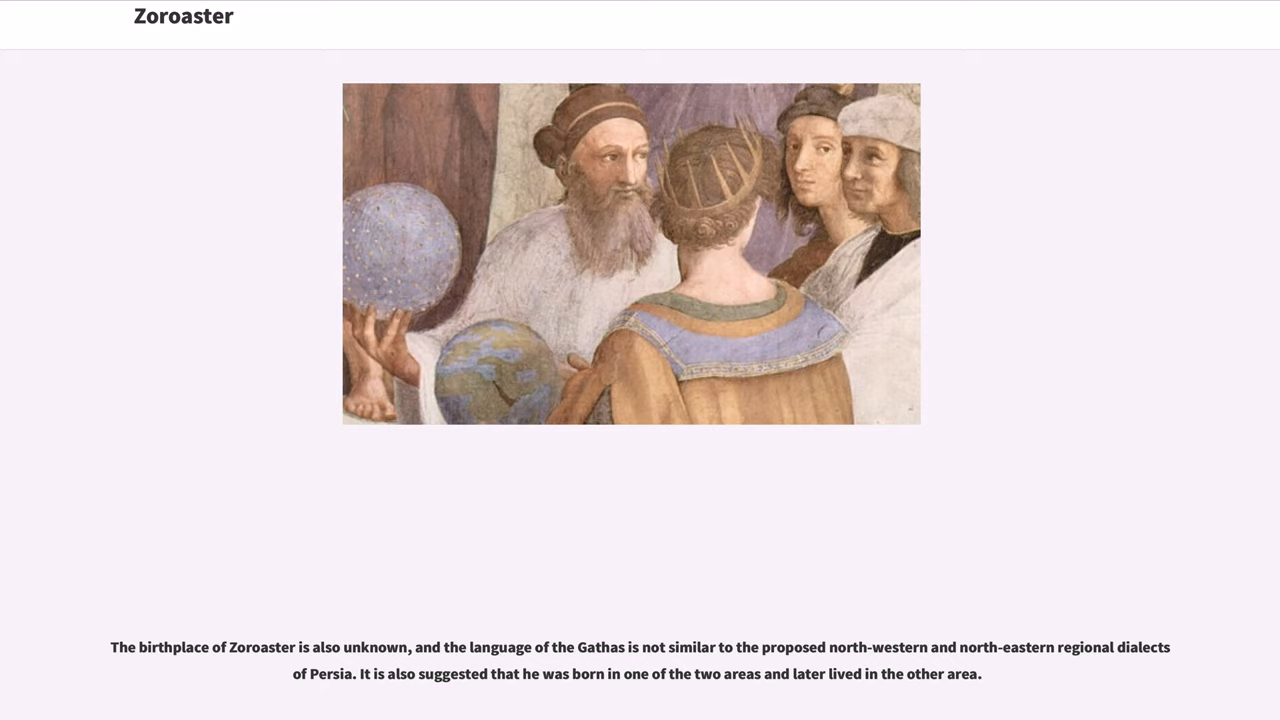 Zoroaster
The birthplace of Zoroaster is also unknown, and the language of the Gathas is not similar to the proposed north-western and north-eastern regional dialects
of Persia. It is also suggested that he was born in one of the two areas and later lived in the other area.